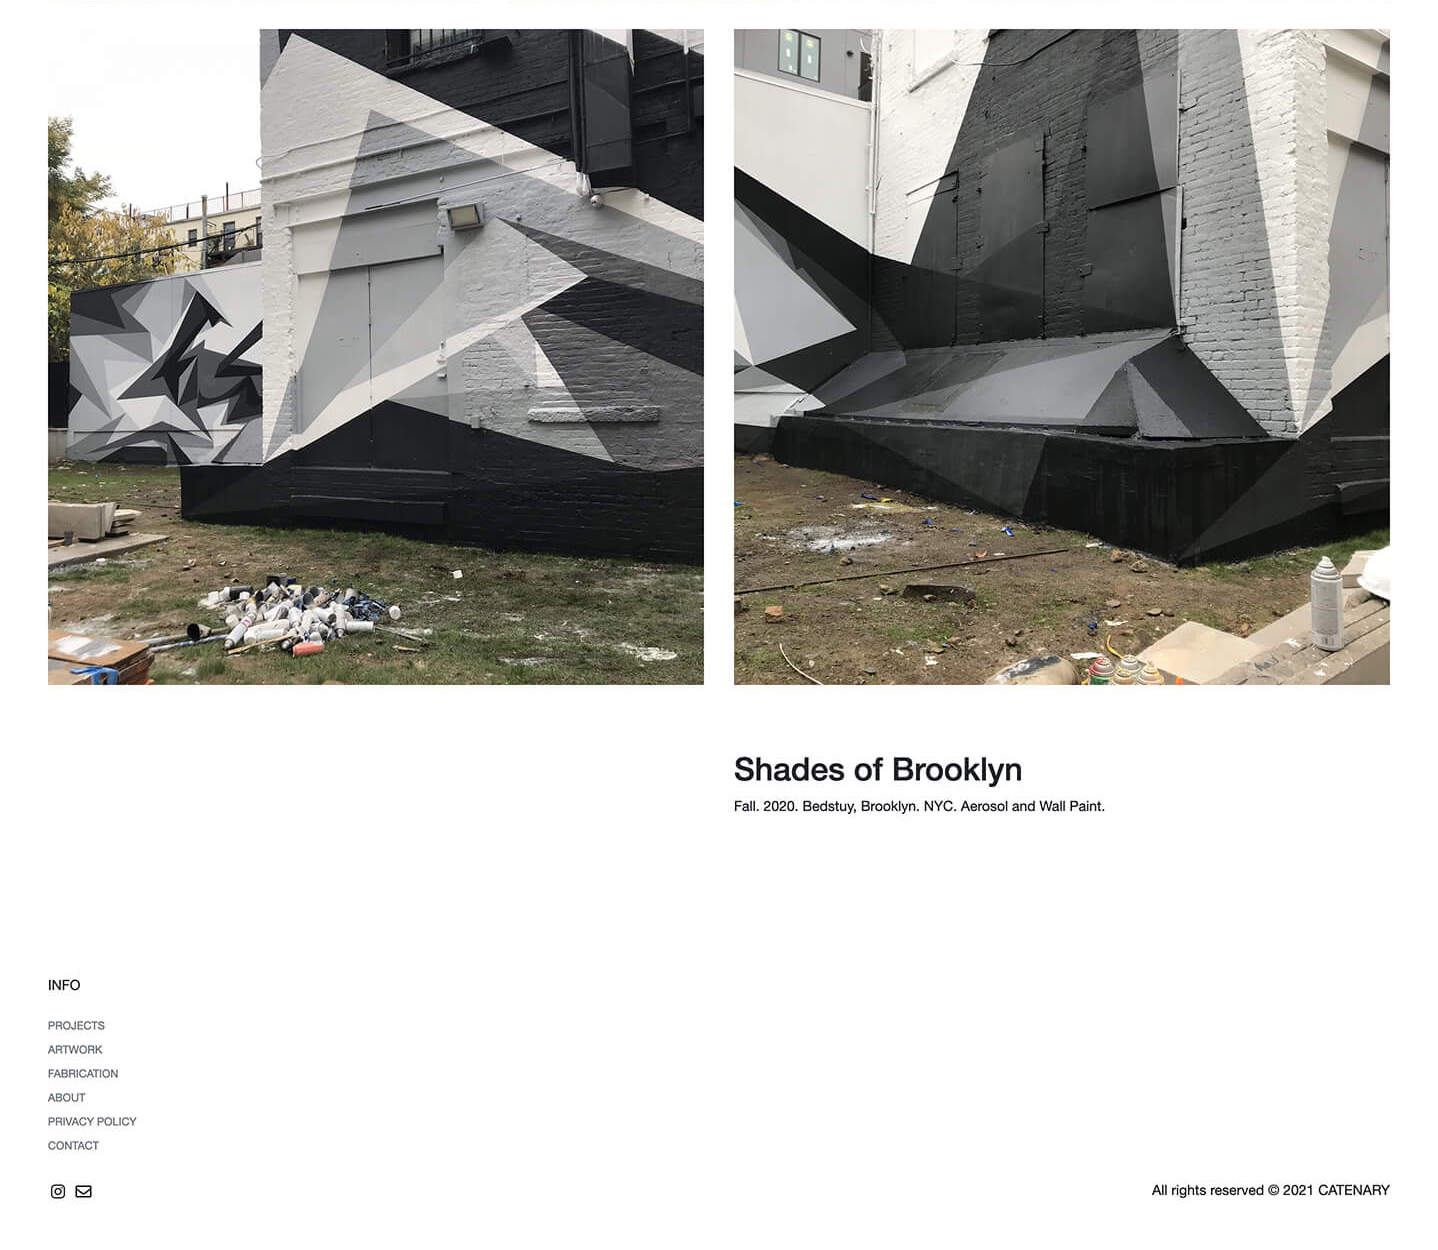 Shades of Brooklyn
Fall. 2020. Bedstuy, Brooklyn. NYC. Aerosol and Wall Paint.
INFO
PROJECTS
ARTWORK
FABRICATION
ABOUT
PRIVACY POLICY
CONTACT
All rights reserved © 2021 CATENARY